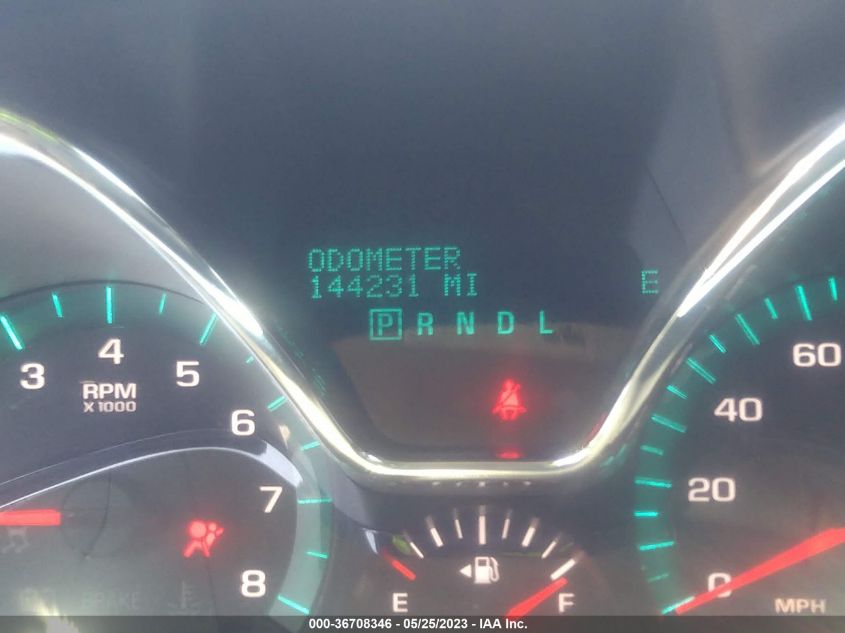 ODOMETER
144231 MI
E
P R N D L
3 4 5 6 7 8
RPM
X1000
60
40
20
0
MPH
BRAKE
E F
000-36708346 - 05/25/2023 - IAA Inc.